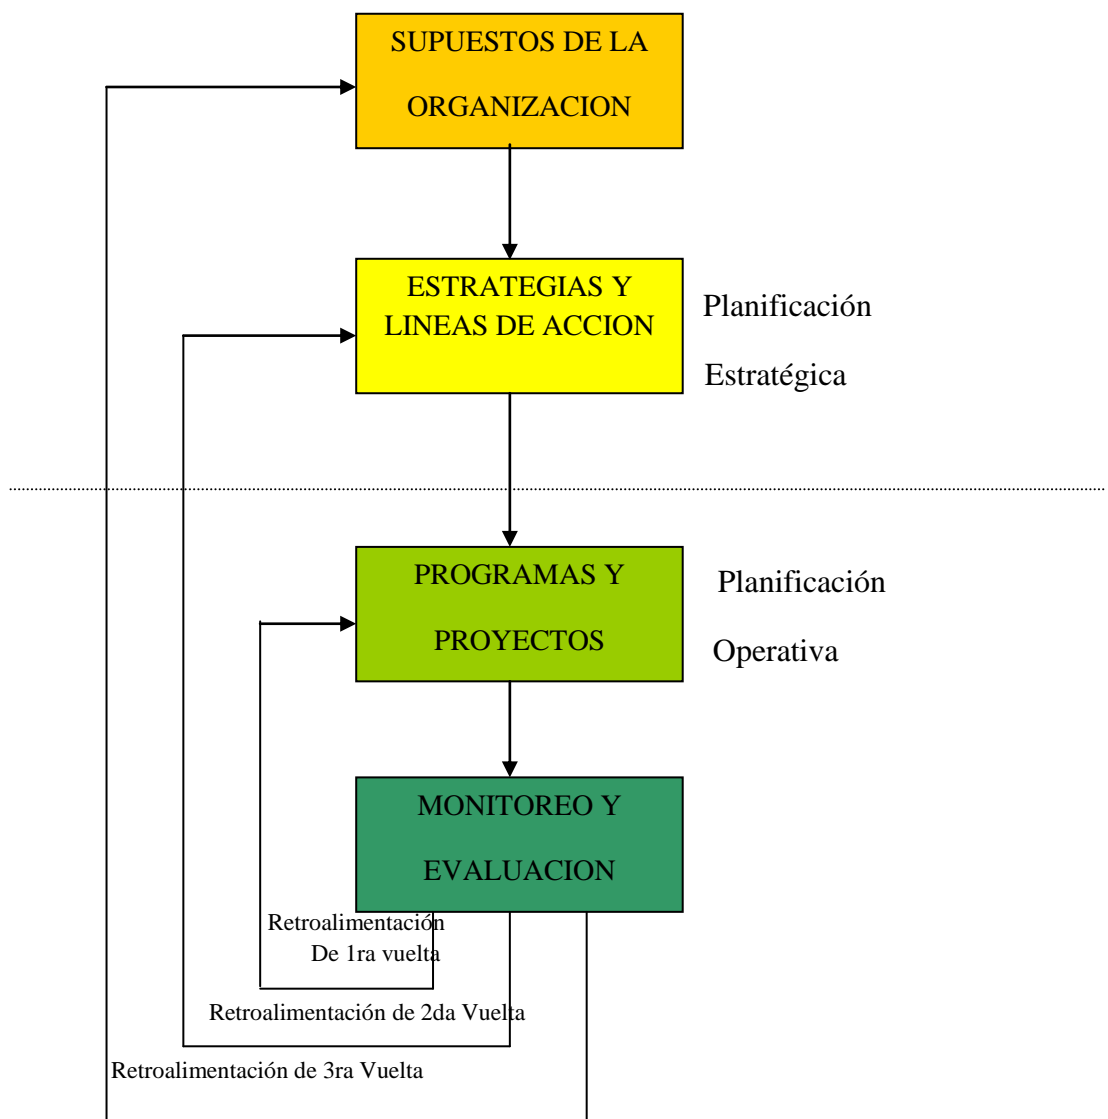 SUPUESTOS DE LA
ORGANIZACION
ESTRATEGIAS Y
LINEAS DE ACCION
Planificación
Estratégica
PROGRAMAS Y
PROYECTOS
Planificación
Operativa
MONITOREO Y
EVALUACION
Retroalimentación
De 1ra vuelta
Retroalimentación de 2da Vuelta
Retroalimentación de 3ra Vuelta